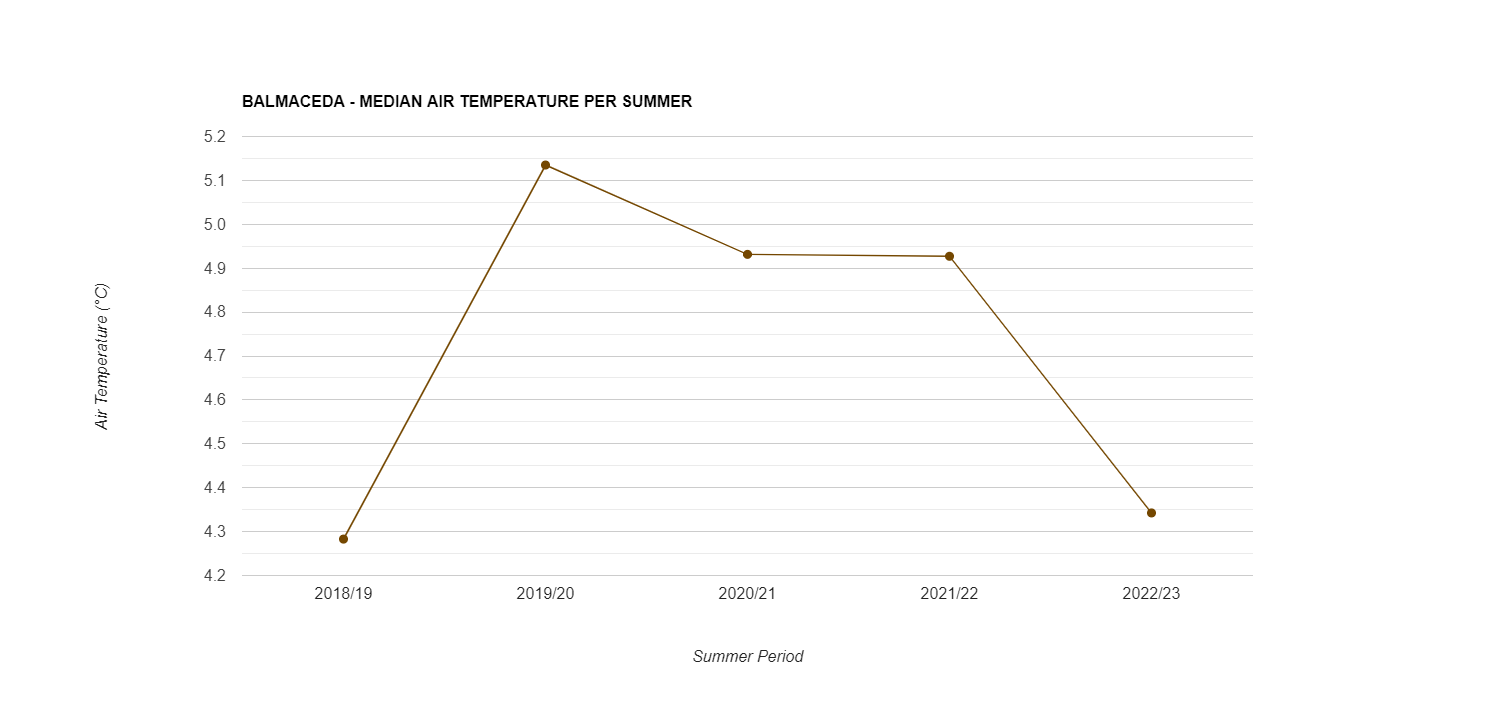 BALMACEDA - MEDIAN AIR TEMPERATURE PER SUMMER
5.2
5.1
5.0
4.9
4.8
4.7
4.6
4.5
4.4
4.3
4.2
Air Temperature (°C)
2018/19 2019/20 2020/21 2021/22 2022/23
Summer Period